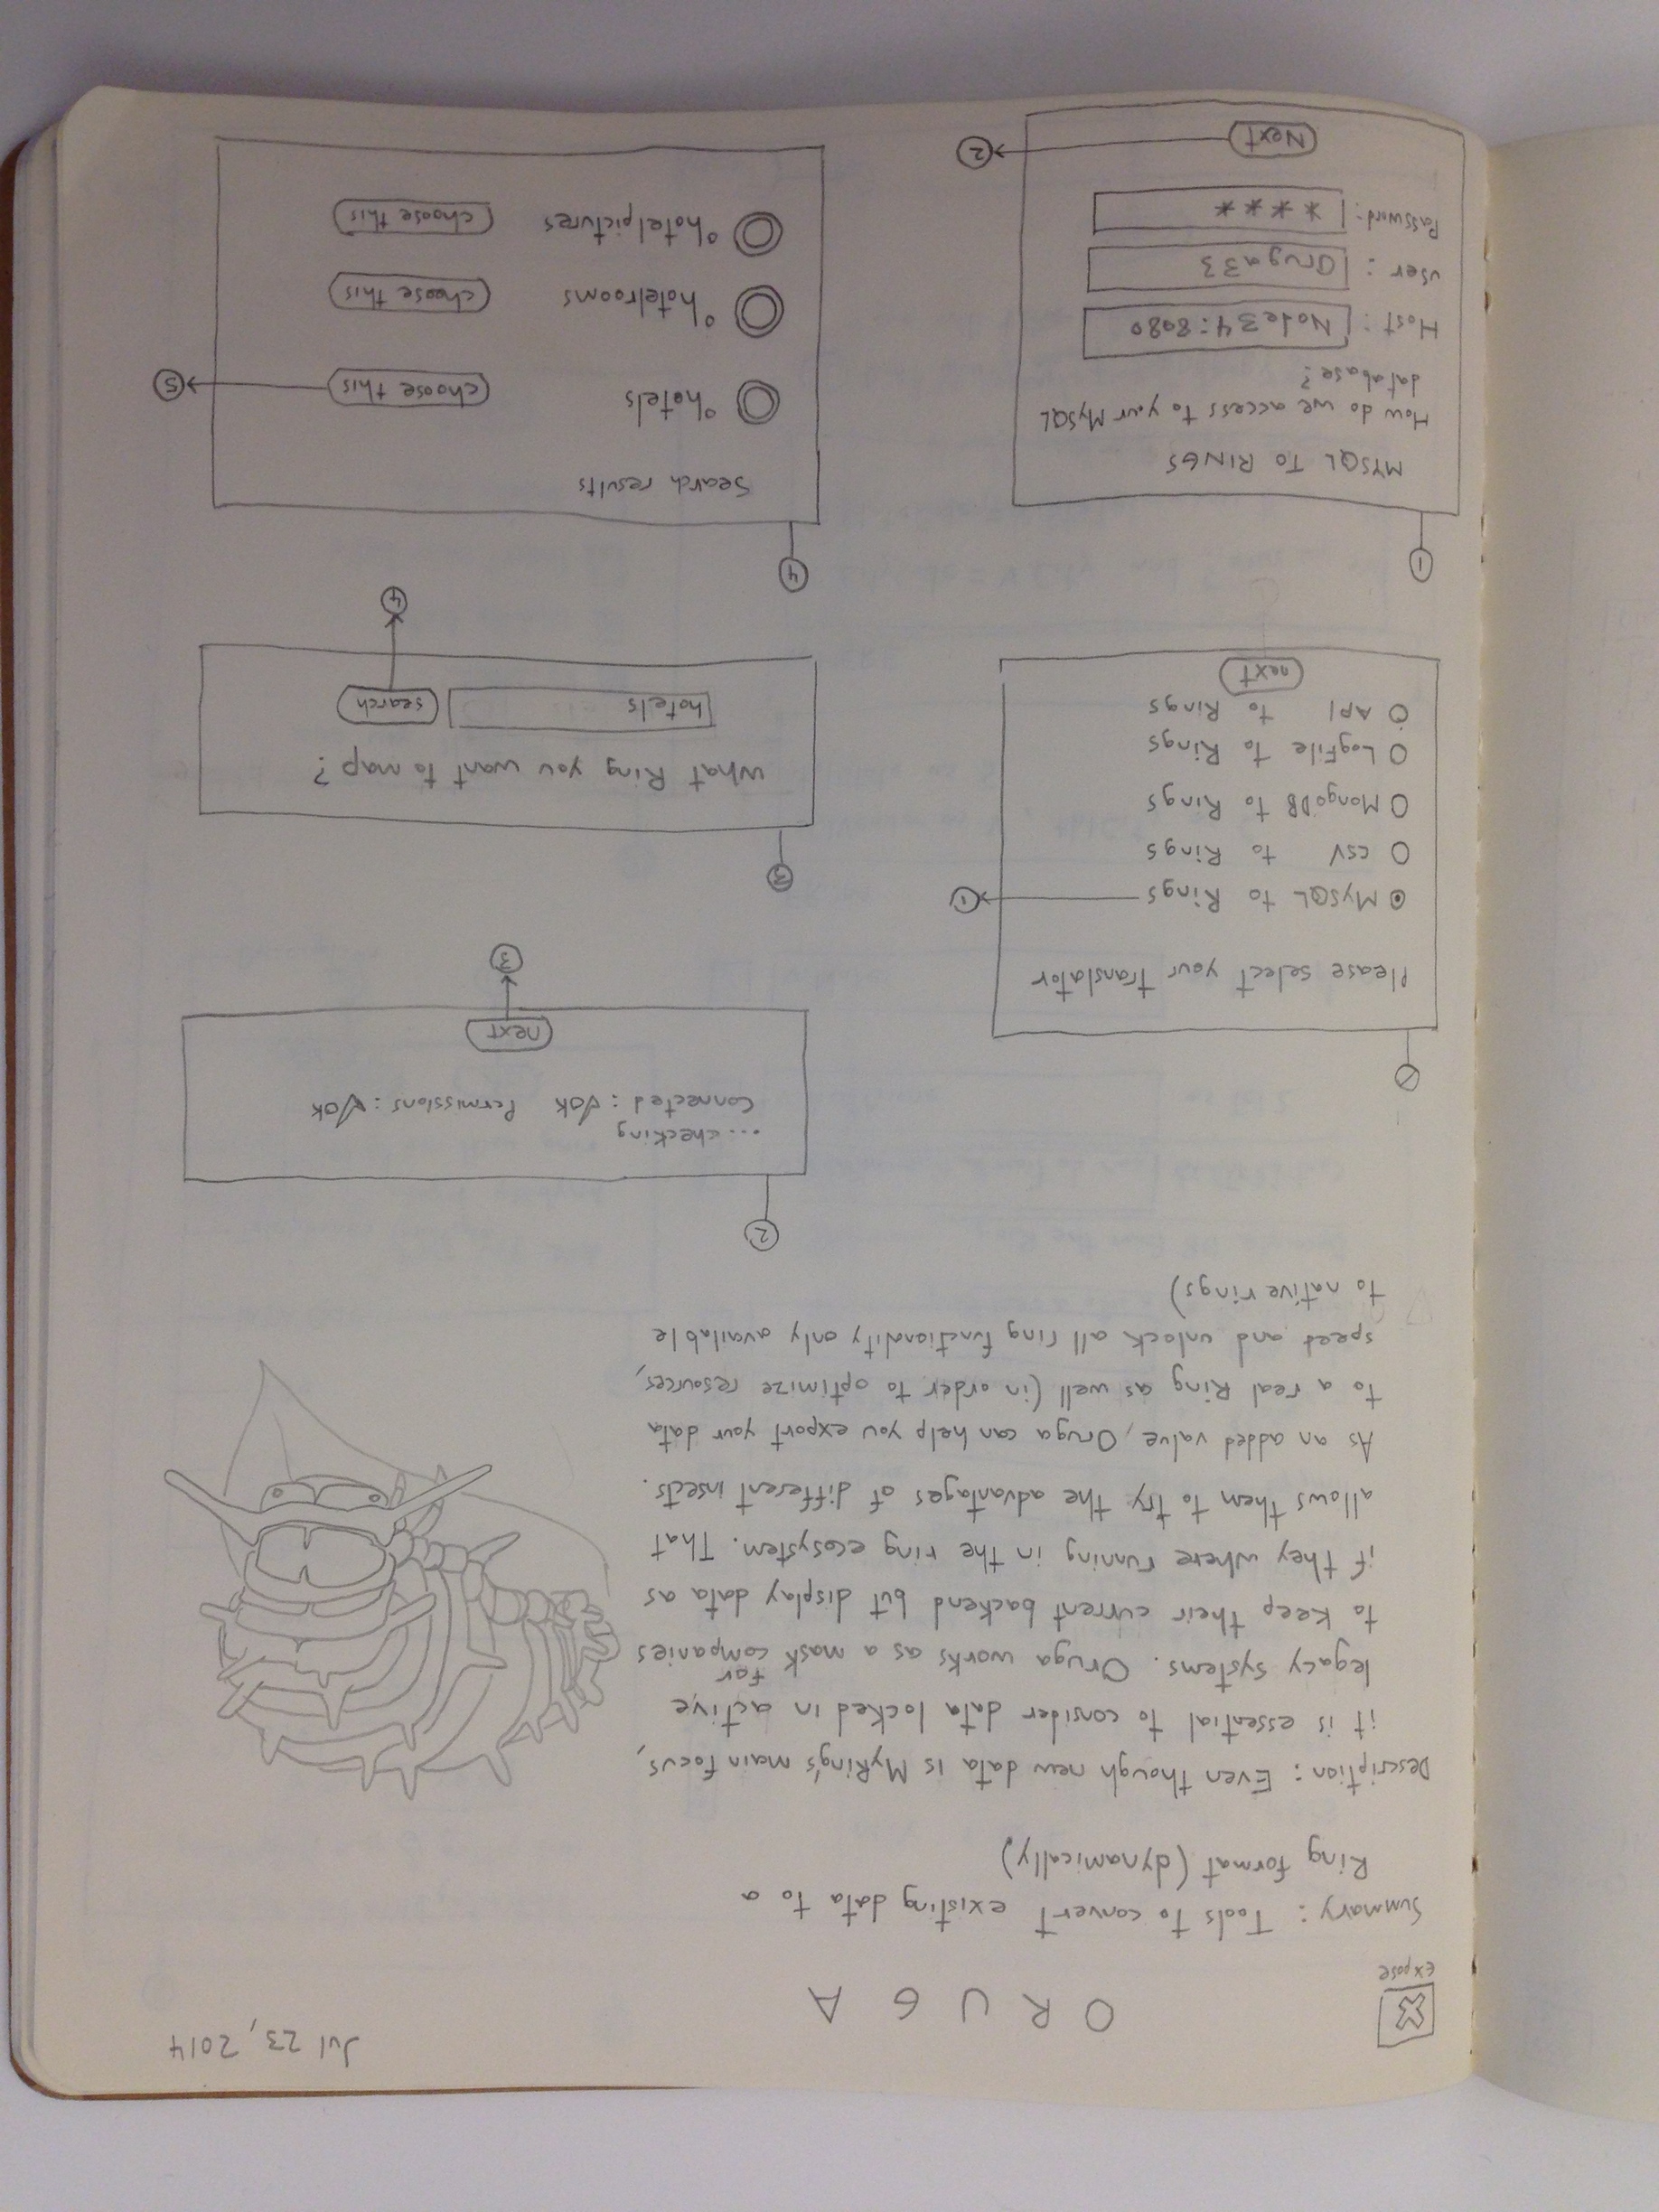 Jul 23, 2014
expose
O R U G A
Summary: Tools to convert existing data to a
Ring format (dynamically)
Description: Even though new data is MyRing's main focus,
it is essential to consider data locked in active
legacy systems. Oruga works as a mask for companies
to keep their current backend but display data as
if they where running in the ring ecosystem. That
allows them to try the advantages of different insects.
As an added value, Oruga can help you export your data
to a real Ring as well (in order to optimize resources,
speed and unlock all ring functionality only available
to native rings)
0
Please select your translator
MySQL to Rings
1
CSV to Rings
MongoDB to Rings
LogFile to Rings
API to Rings
next
1
MYSQL TO RINGS
How do we access to your MySQL
database?
Host: Node34:8080
user: Oruga33
Password: ****
Next
2
2
...checking
Connected: ok Permissions: ok
next
3
3
What Ring you want to map?
hotels search
4
4
Search results
hotels choose this
5
hotelrooms choose this
hotelpictures choose this